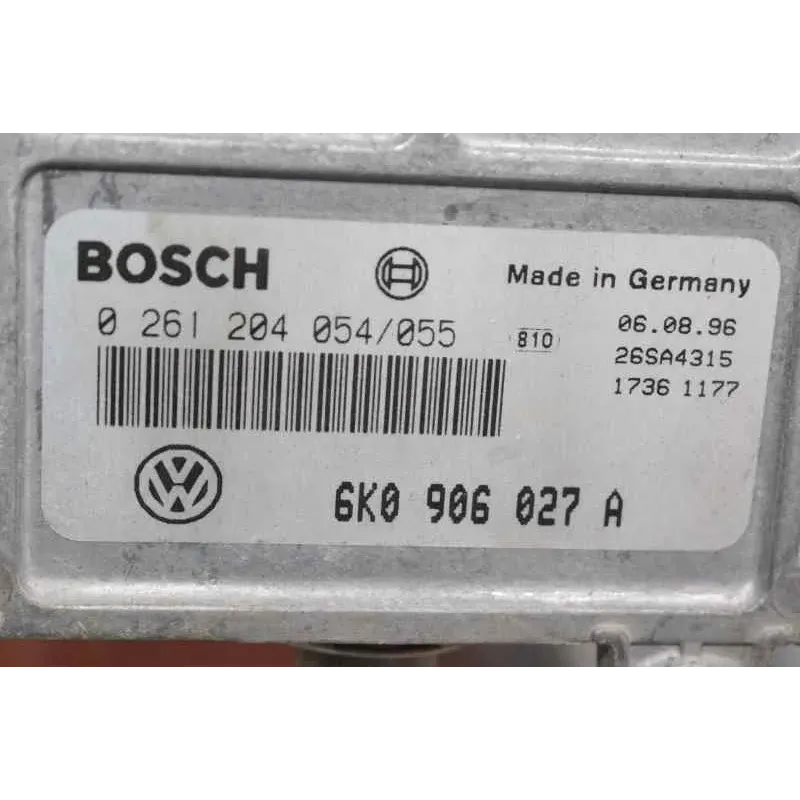 BOSCH
Made in Germany
0 261 204 054/055
810
06.08.96
26SA4315
1736 1177
VW
6K0 906 027 A